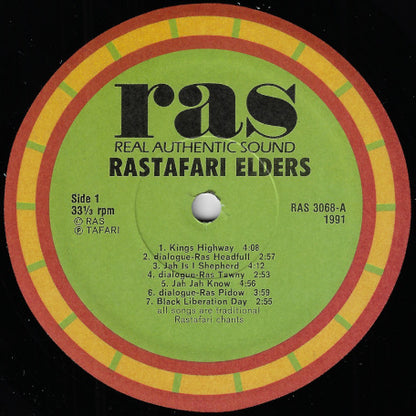 ras
REAL AUTHENTIC SOUND
RASTAFARI ELDERS
Side 1
33⅓ rpm
© RAS
℗ TAFARI
RAS 3068-A
1991
1. Kings Highway 4:08
2. dialogue-Ras Headfull 2:57
3. Jah Is I Shepherd 4:12
4. dialogue-Ras Tawny 2:53
5. Jah Jah Know 4:56
6. dialogue-Ras Pidow 3:59
7. Black Liberation Day 2:55
all songs are traditional
Rastafari chants